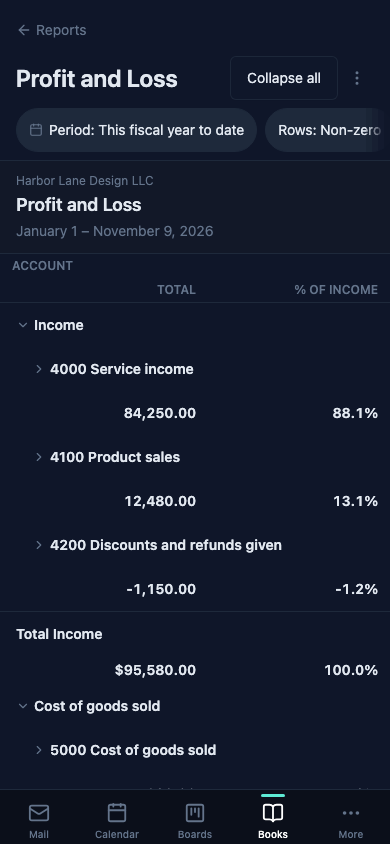 Reports
Profit and Loss
Collapse all
Period: This fiscal year to date
Rows: Non-zero
Harbor Lane Design LLC
Profit and Loss
January 1 – November 9, 2026
ACCOUNT
TOTAL % OF INCOME
Income
4000 Service income
84,250.00 88.1%
4100 Product sales
12,480.00 13.1%
4200 Discounts and refunds given
-1,150.00 -1.2%
Total Income
$95,580.00 100.0%
Cost of goods sold
5000 Cost of goods sold
Mail Calendar Boards Books More